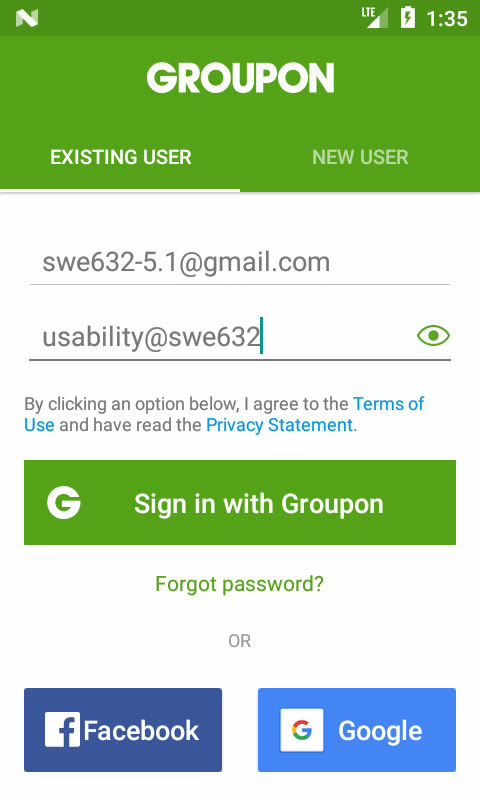 LTE 1:35
GROUPON
EXISTING USER NEW USER
swe632-5.1@gmail.com
usability@swe632
By clicking an option below, I agree to the Terms of
Use and have read the Privacy Statement.
G Sign in with Groupon
Forgot password?
OR
f Facebook G Google